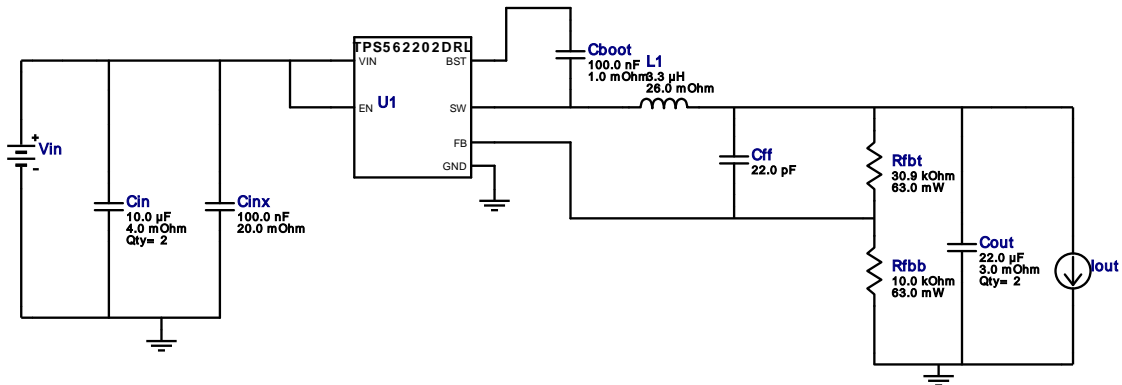 TPS562202DRL
VIN
BST
EN
U1
SW
FB
GND
Cboot
100.0 nF
1.0 mOhm
L1
3.3 µH
26.0 mOhm
+
Vin
-
Cin
10.0 µF
4.0 mOhm
Qty= 2
Cinx
100.0 nF
20.0 mOhm
Cff
22.0 pF
Rfbt
30.9 kOhm
63.0 mW
Rfbb
10.0 kOhm
63.0 mW
Cout
22.0 µF
3.0 mOhm
Qty= 2
Iout